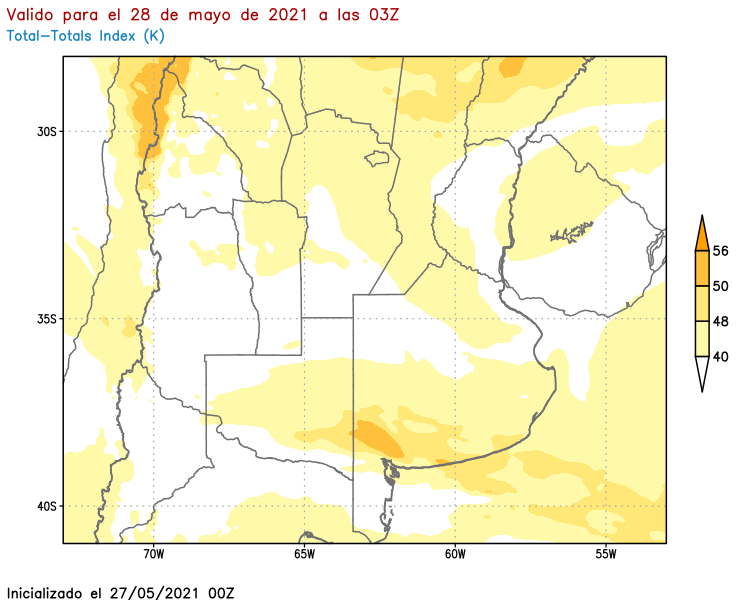 Valido para el 28 de mayo de 2021 a las 03Z
Total-Totals Index (K)
30S
35S
40S
70W
65W
60W
55W
56
50
48
40
Inicializado el 27/05/2021 00Z